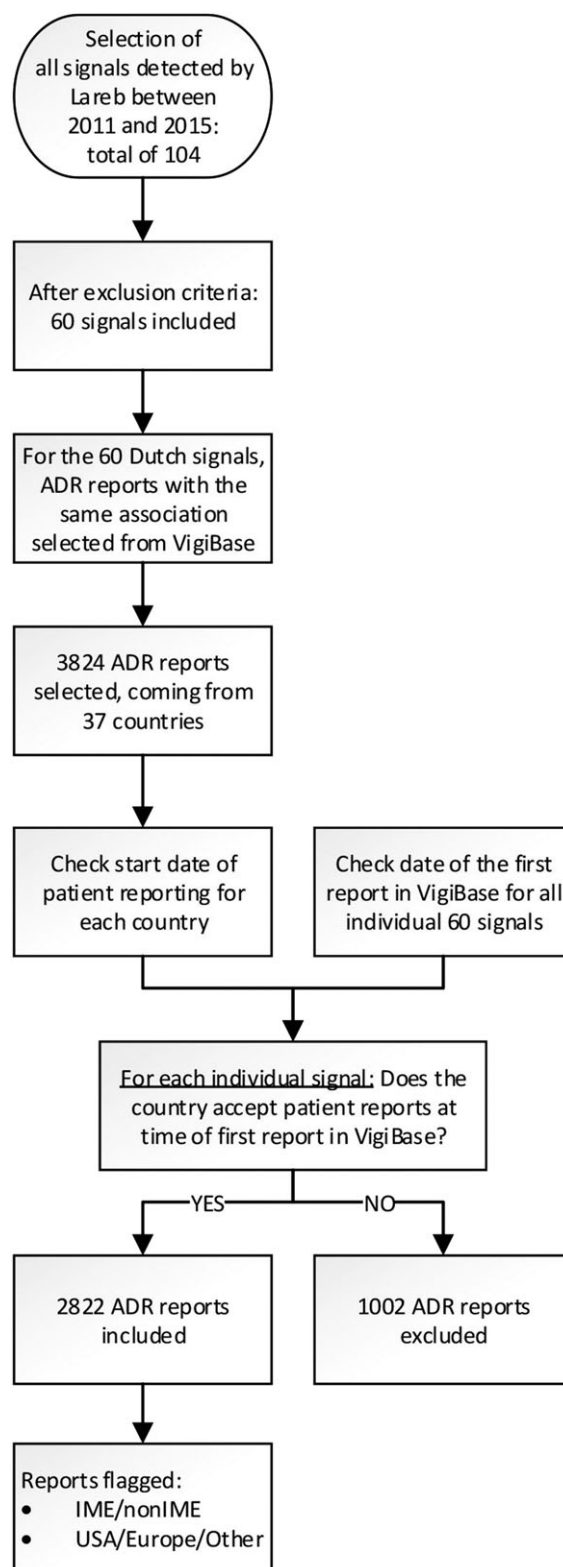 Selection of
all signals detected by
Lareb between
2011 and 2015:
total of 104
After exclusion criteria:
60 signals included
For the 60 Dutch signals,
ADR reports with the
same association
selected from VigiBase
3824 ADR reports
selected, coming from
37 countries
Check start date of
patient reporting for
each country
Check date of the first
report in VigiBase for all
individual 60 signals
For each individual signal: Does the
country accept patient reports at
time of first report in VigiBase?
YES
NO
2822 ADR reports
included
1002 ADR reports
excluded
Reports flagged:
• IME/nonIME
• USA/Europe/Other